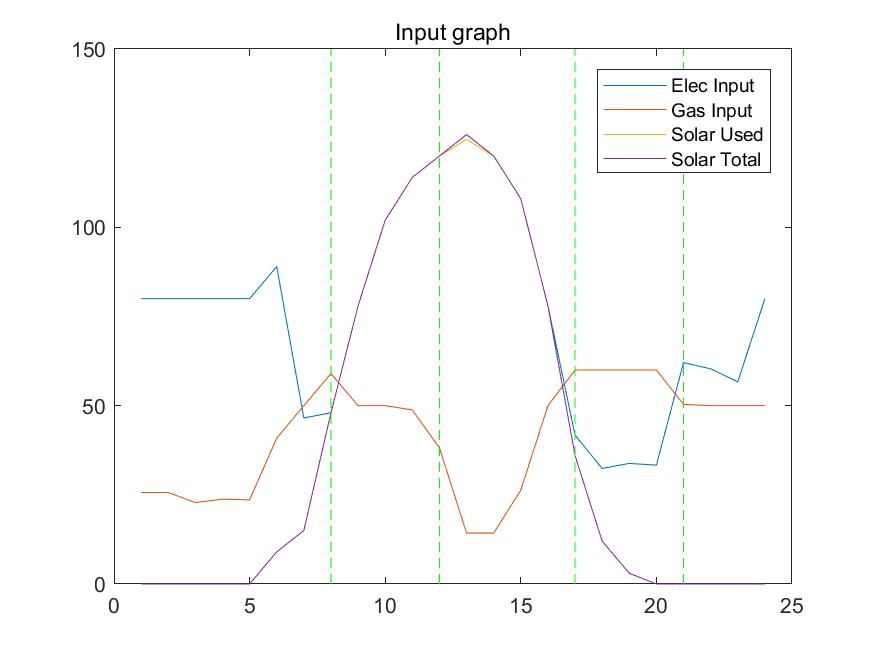 Input graph
150
100
50
0
0 5 10 15 20 25
Elec Input
Gas Input
Solar Used
Solar Total